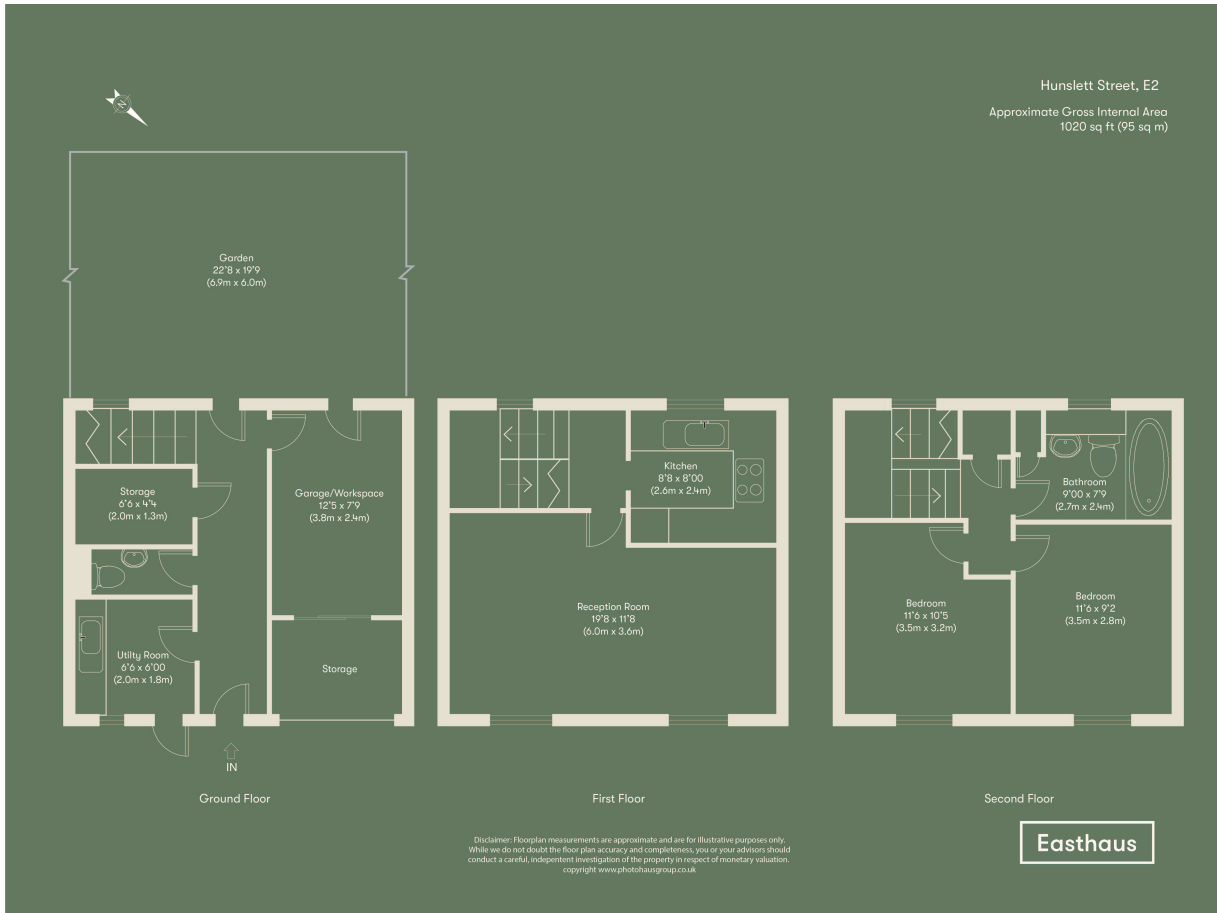 Hunslett Street, E2
Approximate Gross Internal Area
1020 sq ft (95 sq m)
N
Garden
22'8 x 19'9
(6.9m x 6.0m)
Storage
6'6 x 4'4
(2.0m x 1.3m)
Garage/Workspace
12'5 x 7'9
(3.8m x 2.4m)
Utilty Room
6'6 x 6'00
(2.0m x 1.8m)
Storage
IN
Ground Floor
Kitchen
8'8 x 8'00
(2.6m x 2.4m)
Reception Room
19'8 x 11'8
(6.0m x 3.6m)
First Floor
Bathroom
9'00 x 7'9
(2.7m x 2.4m)
Bedroom
11'6 x 10'5
(3.5m x 3.2m)
Bedroom
11'6 x 9'2
(3.5m x 2.8m)
Second Floor
Easthaus
Disclaimer: Floorplan measurements are approximate and are for illustrative purposes only.
While we do not doubt the floor plan accuracy and completeness, you or your advisors should
conduct a careful, indepentent investigation of the property in respect of monetary valuation.
copyright www.photohausgroup.co.uk